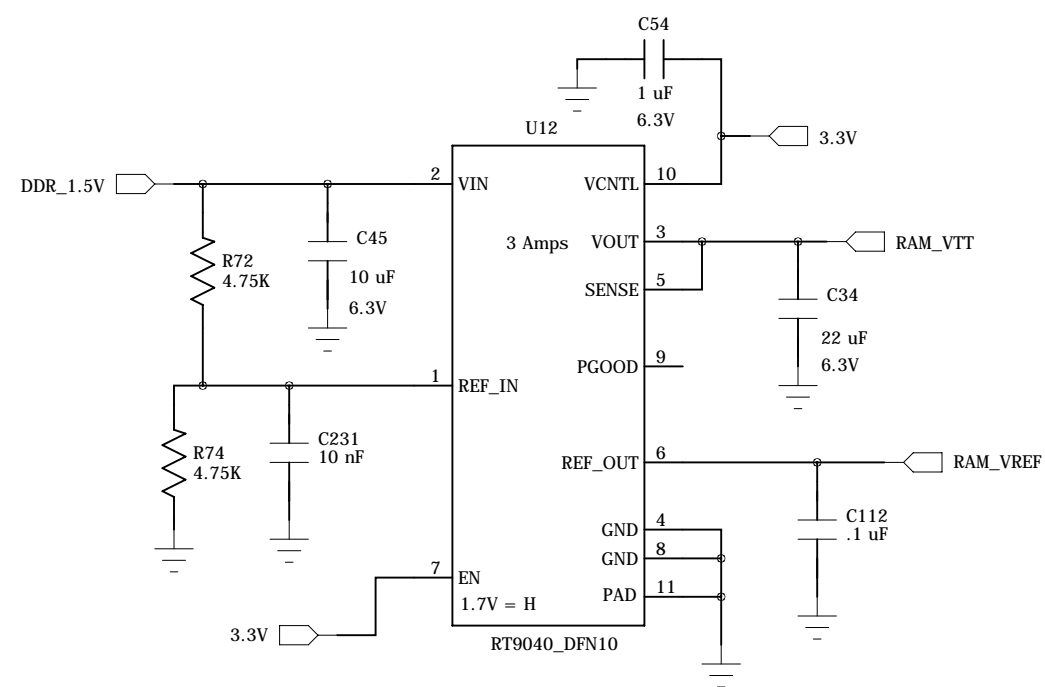 C54
1 uF
6.3V
U12
3.3V
DDR_1.5V
2
VIN
VCNTL
10
C45
10 uF
6.3V
R72
4.75K
3 Amps
VOUT
3
RAM_VTT
SENSE
5
C34
22 uF
6.3V
PGOOD
9
1
REF_IN
R74
4.75K
C231
10 nF
REF_OUT
6
RAM_VREF
C112
.1 uF
GND
4
GND
8
PAD
11
7
EN
1.7V = H
3.3V
RT9040_DFN10